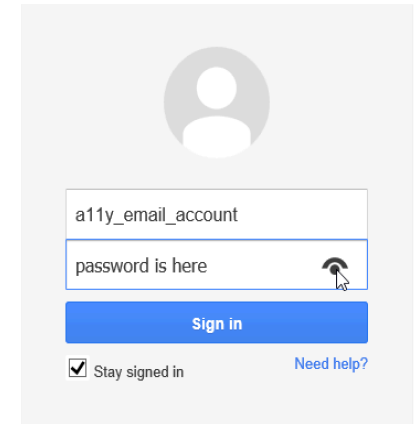 a11y_email_account
password is here
Sign in
Stay signed in
Need help?